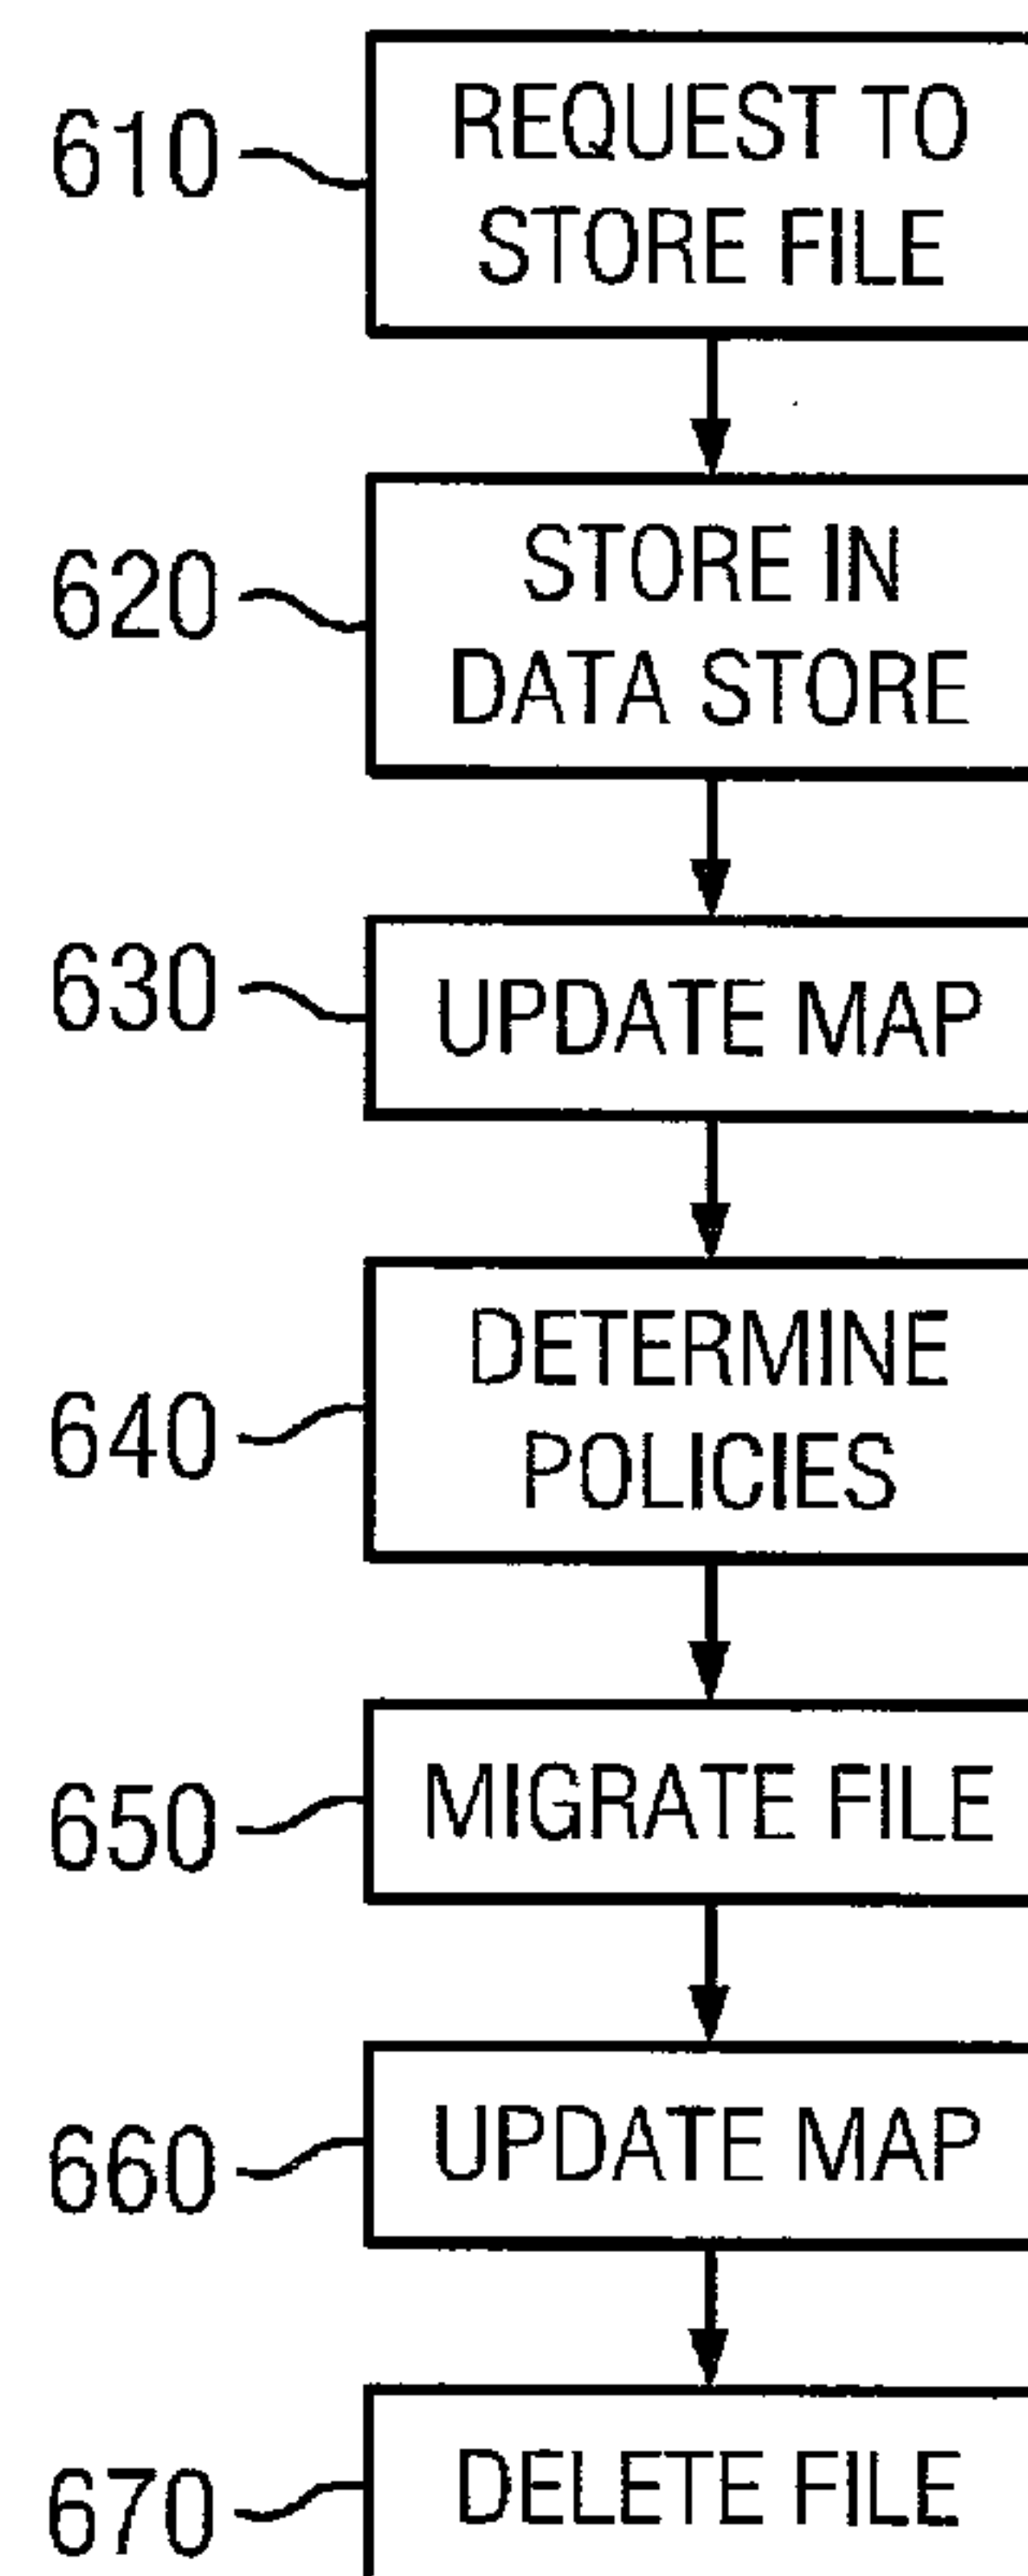 610
REQUEST TO
STORE FILE
620
STORE IN
DATA STORE
630
UPDATE MAP
640
DETERMINE
POLICIES
650
MIGRATE FILE
660
UPDATE MAP
670
DELETE FILE